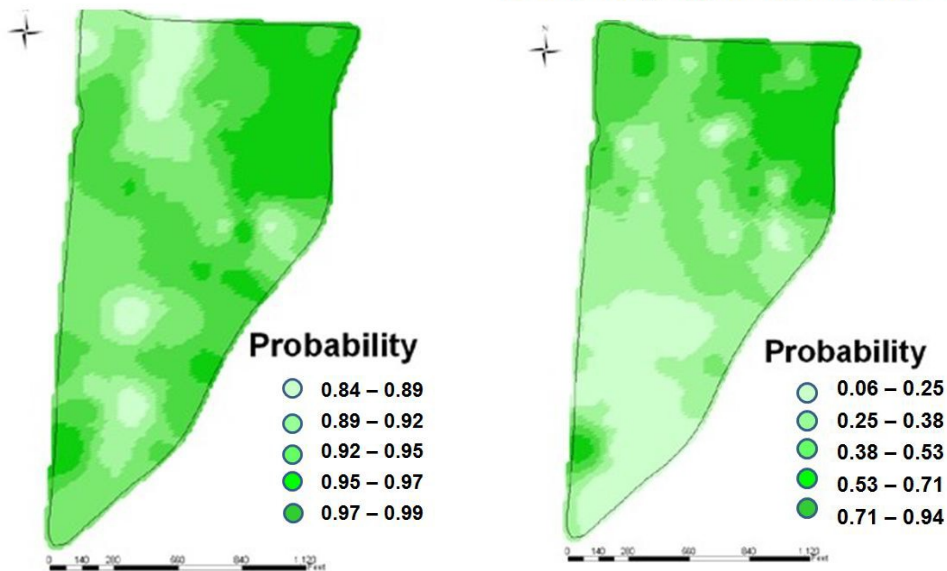 Probability
0.84 – 0.89
0.89 – 0.92
0.92 – 0.95
0.95 – 0.97
0.97 – 0.99
0 140 280 560 840 1,120
Feet
Probability
0.06 – 0.25
0.25 – 0.38
0.38 – 0.53
0.53 – 0.71
0.71 – 0.94
0 140 280 560 840 1,120
Feet